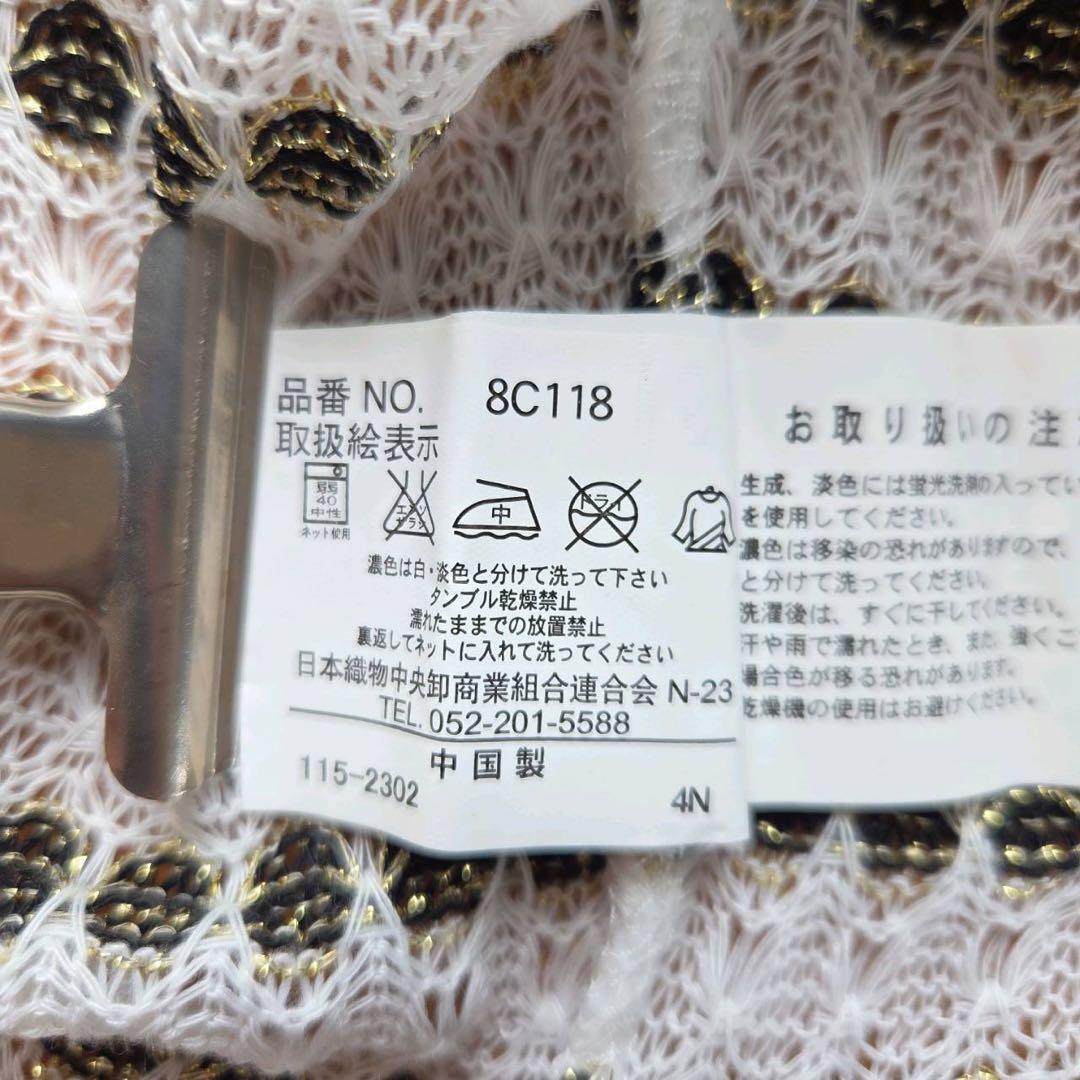 品番 NO. 8C118
取扱絵表示
弱
40
中性
ネット使用
エンソ
サラシ
中
ドライ
濃色は白・淡色と分けて洗って下さい
タンブル乾燥禁止
濡れたままでの放置禁止
裏返してネットに入れて洗ってください
日本織物中央卸商業組合連合会 N-23
TEL. 052-201-5588
中国製
115-2302 4N
お取り扱いの注
生成、淡色には蛍光洗剤の入ってい
を使用してください。
濃色は移染の恐れがありますので、
と分けて洗ってください。
洗濯後は、すぐに干してください。
汗や雨で濡れたとき、また、強くこ
場合色が移る恐れがあります。
乾燥機の使用はお避けください。